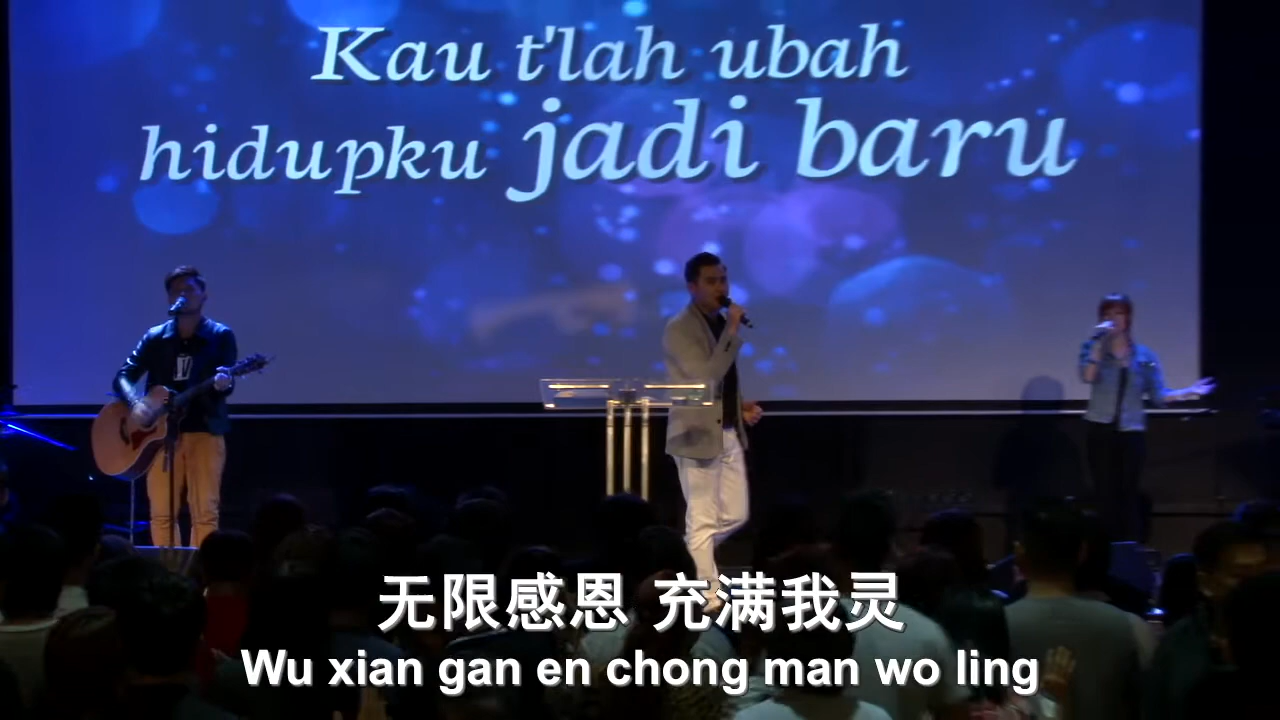 Kau t'lah ubah
hidupku jadi baru
无限感恩 充满我灵
Wu xian gan en chong man wo ling